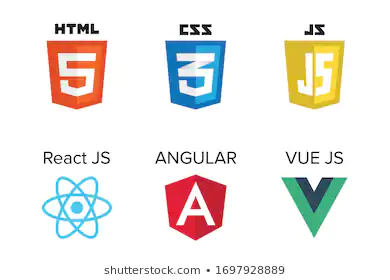 HTML CSS JS
5 3 JS
React JS ANGULAR VUE JS
A
shutterstock.com • 1697928889